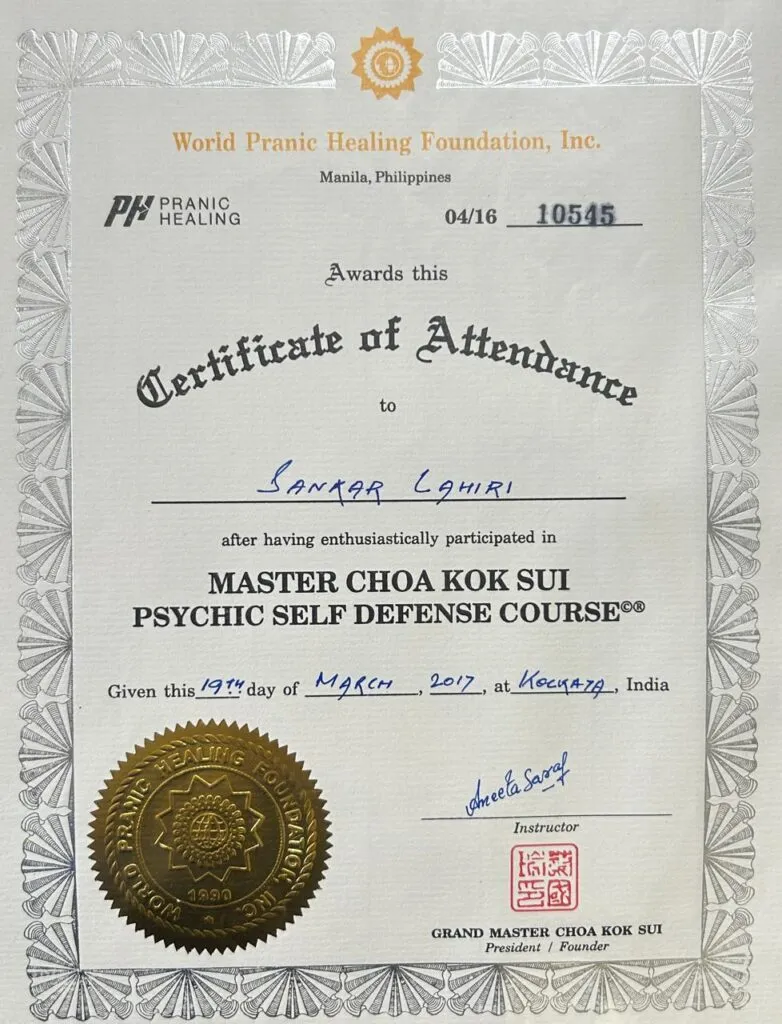 World Pranic Healing Foundation, Inc.
Manila, Philippines
PH PRANIC
HEALING
04/16 10545
Awards this
Certificate of Attendance
to
SANKAR LAHIRI
after having enthusiastically participated in
MASTER CHOA KOK SUI
PSYCHIC SELF DEFENSE COURSE©®
Given this 19TH day of MARCH, 2017, at KOLKATA, India
WORLD PRANIC HEALING FOUNDATION INC.
1990
Aneeta Saraf
Instructor
GRAND MASTER CHOA KOK SUI
President / Founder